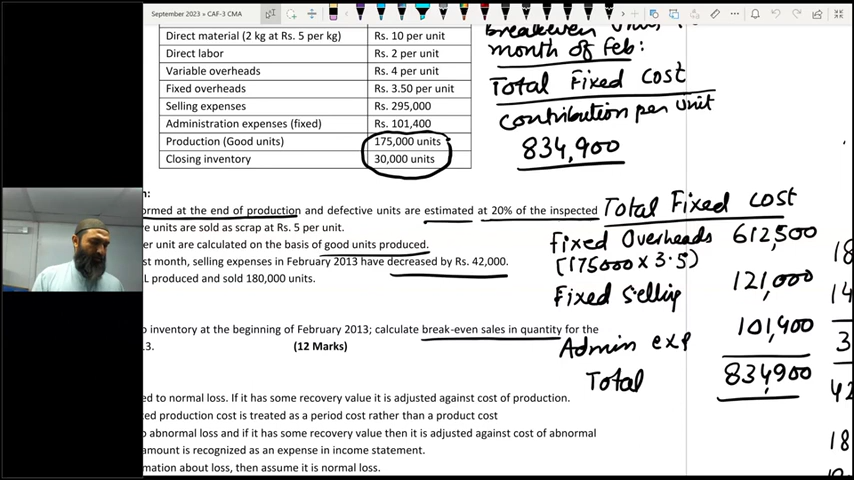 September 2023 » CAF-3 CMA
Direct material (2 kg at Rs. 5 per kg) Rs. 10 per unit
Direct labor Rs. 2 per unit
Variable overheads Rs. 4 per unit
Fixed overheads Rs. 3.50 per unit
Selling expenses Rs. 295,000
Administration expenses (fixed) Rs. 101,400
Production (Good units) 175,000 units
Closing inventory 30,000 units
month of Feb:
Total Fixed Cost
Contribution per unit
834,900
n:
ormed at the end of production and defective units are estimated at 20% of the inspected
re units are sold as scrap at Rs. 5 per unit.
per unit are calculated on the basis of good units produced.
st month, selling expenses in February 2013 have decreased by Rs. 42,000.
L produced and sold 180,000 units.
o inventory at the beginning of February 2013; calculate break-even sales in quantity for the
13. (12 Marks)
ed to normal loss. If it has some recovery value it is adjusted against cost of production.
ted production cost is treated as a period cost rather than a product cost
o abnormal loss and if it has some recovery value then it is adjusted against cost of abnormal
amount is recognized as an expense in income statement.
mation about loss, then assume it is normal loss.
Total Fixed Cost
Fixed Overheads 612,500
(175000 x 3.5)
Fixed Selling 121,000
Admin exp 101,400
Total 834,900
18
14
3
42
18